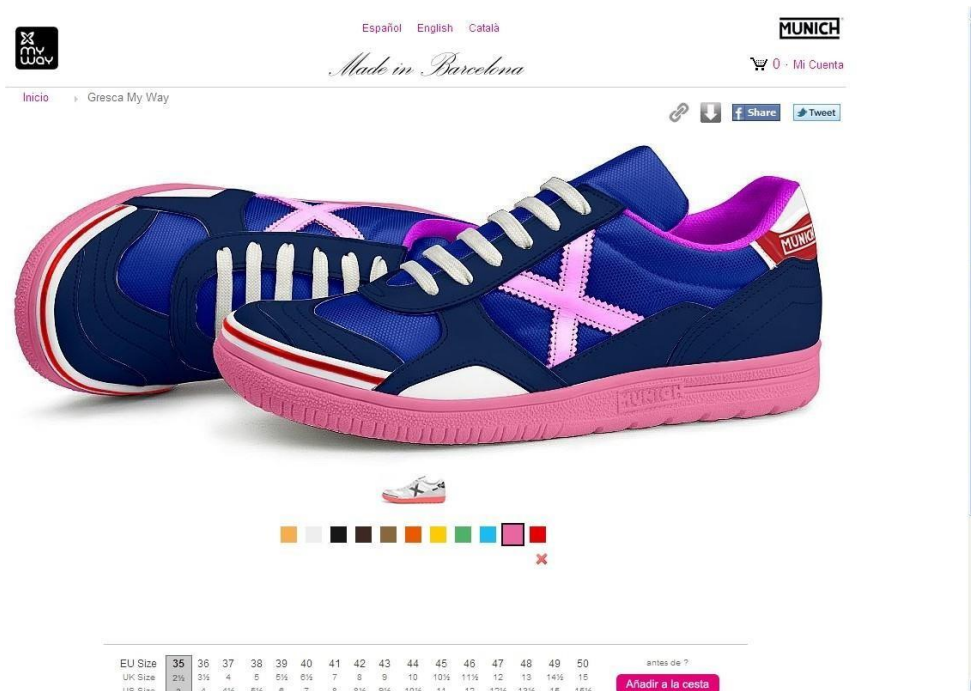 Español English Català
MUNICH
X my way
Made in Barcelona
0 · Mi Cuenta
Inicio Gresca My Way
f Share Tweet
MUNICH
MUNICH
EU Size 35 36 37 38 39 40 41 42 43 44 45 46 47 48 49 50
antes de ?
UK Size 2½ 3½ 4 5 5½ 6½ 7 8 9 10 10½ 11½ 12 13 14½ 15
Añadir a la cesta
US Size